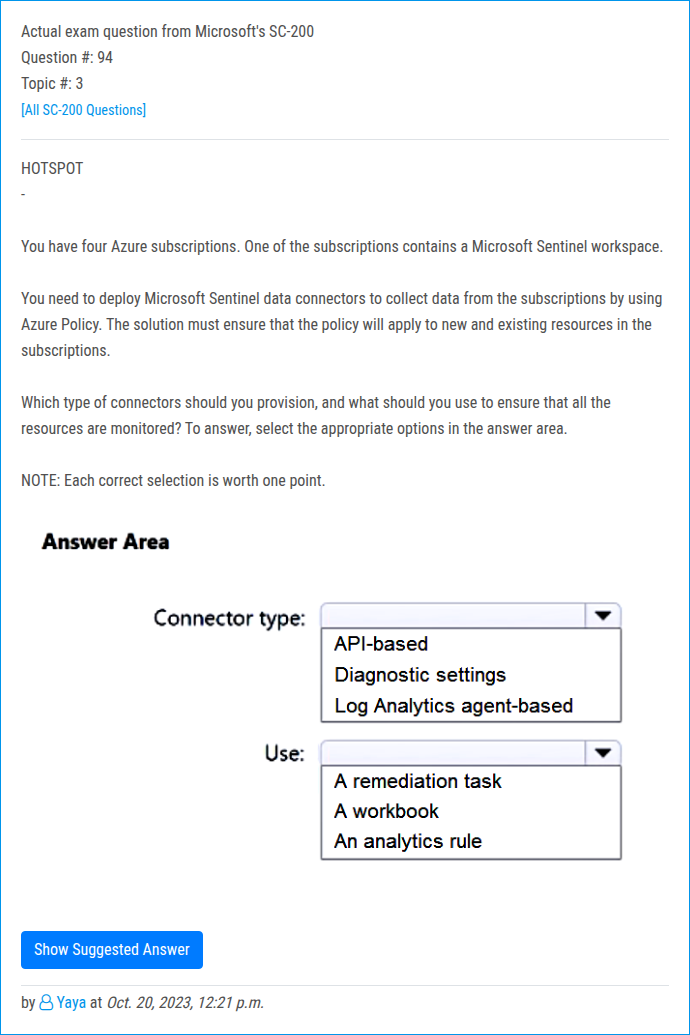 Actual exam question from Microsoft's SC-200
Question #: 94
Topic #: 3
[All SC-200 Questions]
HOTSPOT
-
You have four Azure subscriptions. One of the subscriptions contains a Microsoft Sentinel workspace.
You need to deploy Microsoft Sentinel data connectors to collect data from the subscriptions by using
Azure Policy. The solution must ensure that the policy will apply to new and existing resources in the
subscriptions.
Which type of connectors should you provision, and what should you use to ensure that all the
resources are monitored? To answer, select the appropriate options in the answer area.
NOTE: Each correct selection is worth one point.
Answer Area
Connector type:
API-based
Diagnostic settings
Log Analytics agent-based
Use:
A remediation task
A workbook
An analytics rule
Show Suggested Answer
by Yaya at Oct. 20, 2023, 12:21 p.m.